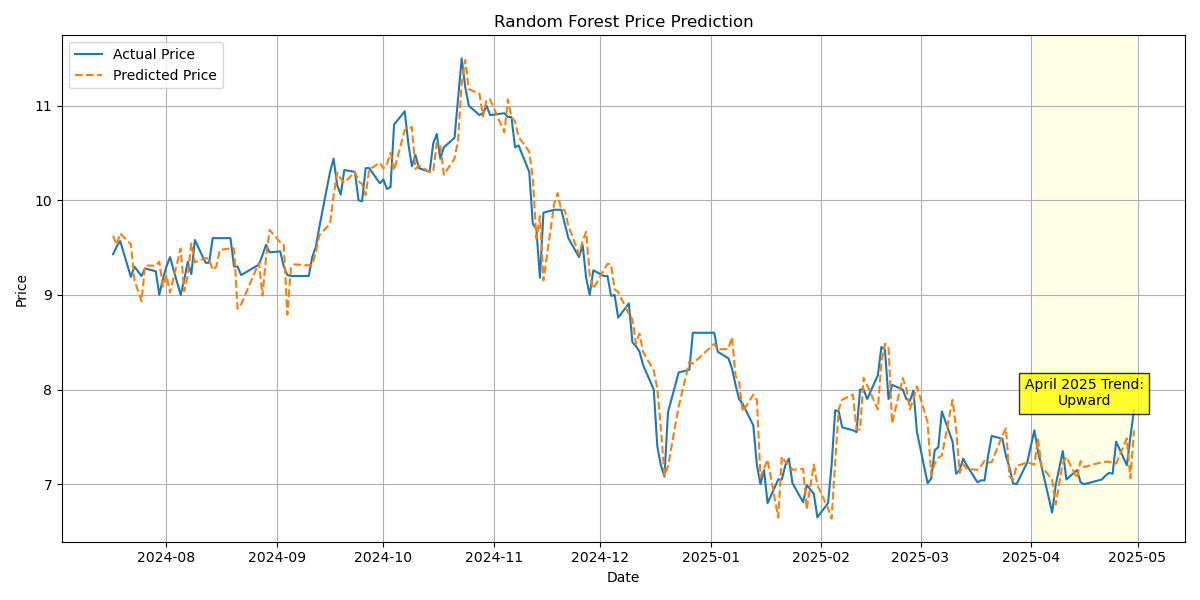 Random Forest Price Prediction
Actual Price
Predicted Price
Price
11
10
9
8
7
April 2025 Trend:
Upward
2024-08
2024-09
2024-10
2024-11
2024-12
2025-01
2025-02
2025-03
2025-04
2025-05
Date